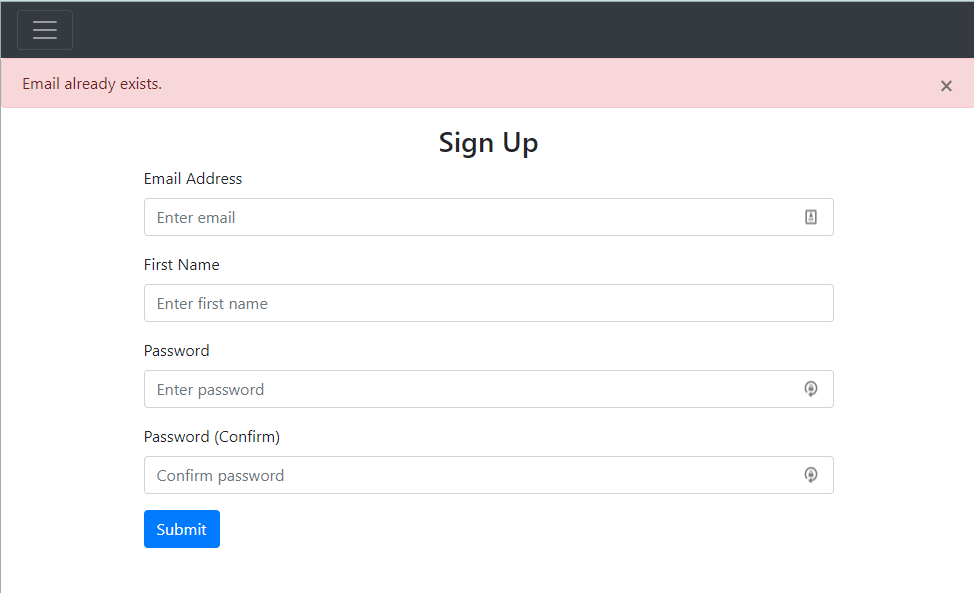 Email already exists.
×
Sign Up
Email Address
Enter email
First Name
Enter first name
Password
Enter password
Password (Confirm)
Confirm password
Submit